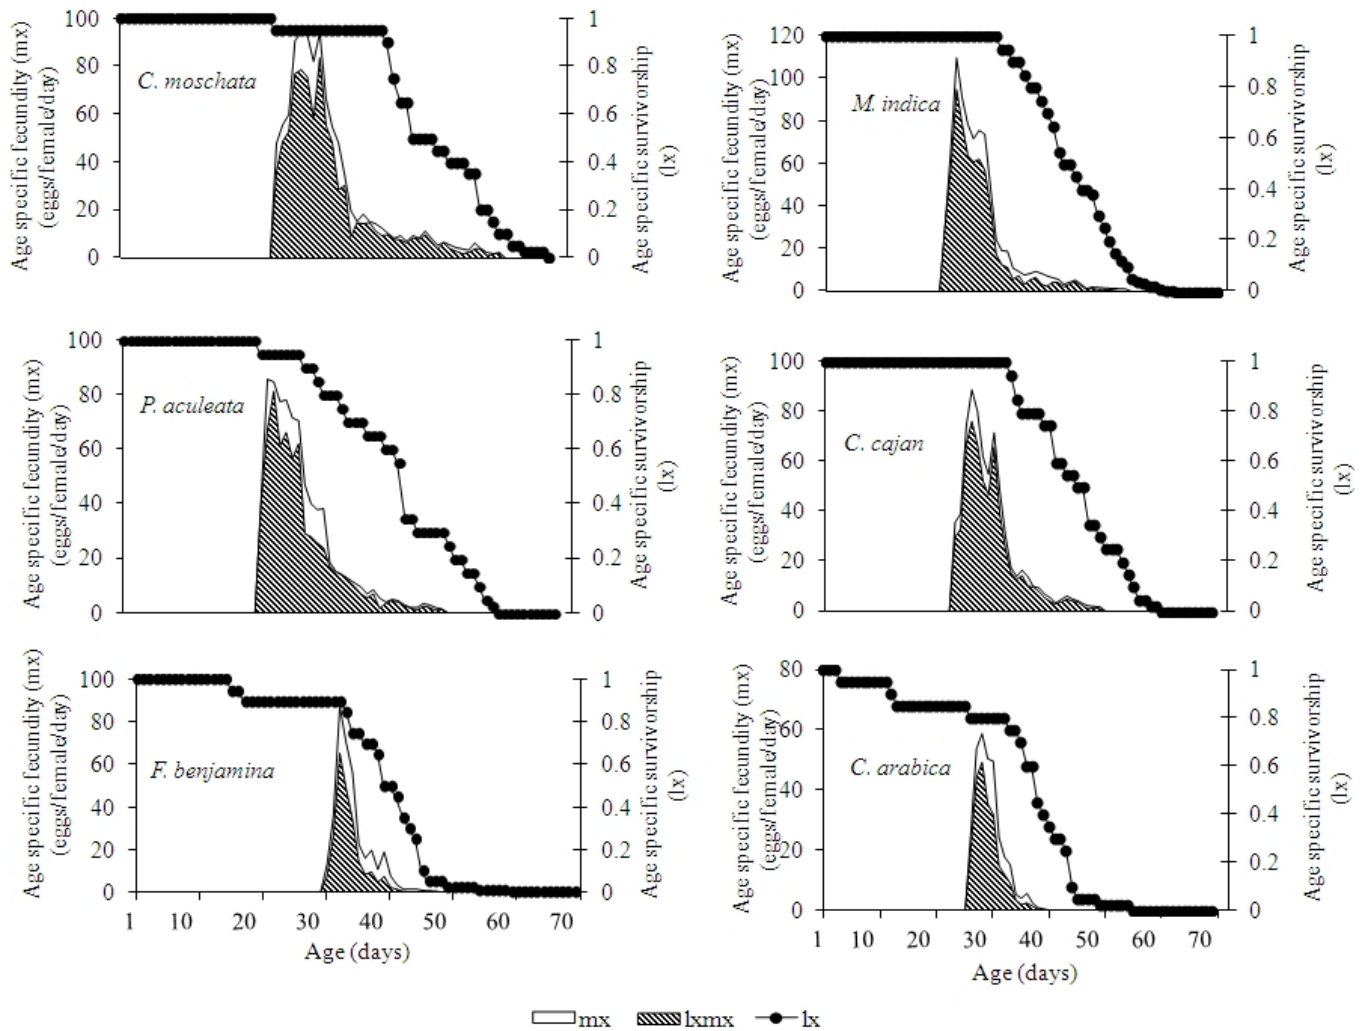 Age specific fecundity (mx)
(eggs/female/day)
100
80
60
40
20
0
C. moschata
1
0.8
0.6
0.4
0.2
0
Age specific survivorship
(lx)
Age specific fecundity (mx)
(eggs/female/day)
120
100
80
60
40
20
0
M. indica
1
0.8
0.6
0.4
0.2
0
Age specific survivorship
(lx)
Age specific fecundity (mx)
(eggs/female/day)
100
80
60
40
20
0
P. aculeata
1
0.8
0.6
0.4
0.2
0
Age specific survivorship
(lx)
Age specific fecundity (mx)
(eggs/female/day)
100
80
60
40
20
0
C. cajan
1
0.8
0.6
0.4
0.2
0
Age specific survivorship
(lx)
Age specific fecundity (mx)
(eggs/female/day)
100
80
60
40
20
0
F. benjamina
1
0.8
0.6
0.4
0.2
0
Age specific survivorship
(lx)
1 10 20 30 40 50 60 70
Age (days)
Age specific fecundity (mx)
(eggs/female/day)
80
60
40
20
0
C. arabica
1
0.8
0.6
0.4
0.2
0
Age specific survivorship
(lx)
1 10 20 30 40 50 60 70
Age (days)
mx lxmx lx